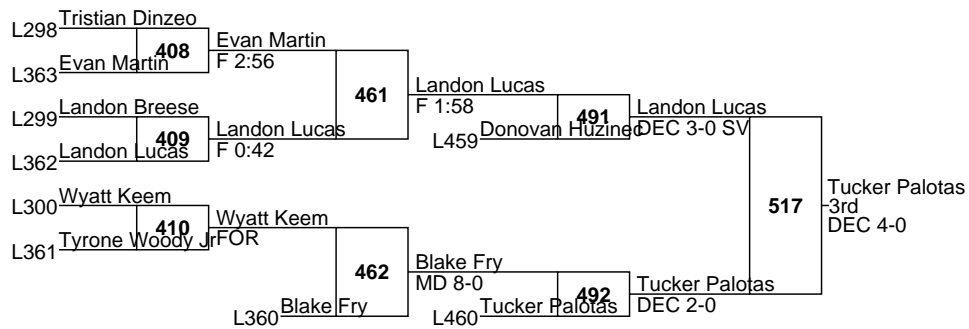 L298 Tristian Dinzeo
408
Evan Martin
F 2:56
L363 Evan Martin
461
Landon Lucas
F 1:58
L299 Landon Breese
409
Landon Lucas
F 0:42
L362 Landon Lucas
491
Landon Lucas
DEC 3-0 SV
L459 Donovan Huzinec
517
Tucker Palotas
3rd
DEC 4-0
L300 Wyatt Keem
410
Wyatt Keem
FOR
L361 Tyrone Woody Jr
462
Blake Fry
MD 8-0
L360 Blake Fry
492
Tucker Palotas
DEC 2-0
L460 Tucker Palotas